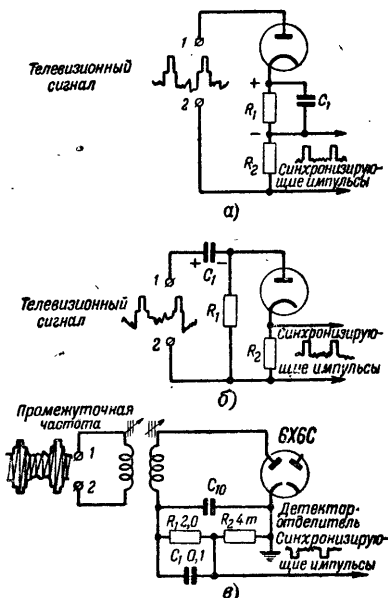 1
Телевизионный
сигнал
2
+
R1
C1
−
R2
Синхронизирую-
щие импульсы
а)
1
+
C1
−
Телевизионный
сигнал
R1
2
Синхронизирую-
R2
щие импульсы
б)
Промежуточная
частота
1
2
6Х6С
C10
Детектор-
отделитель
R1 2,0
R2 4т
Синхронизирую-
C1 0,1
щие импульсы
в)